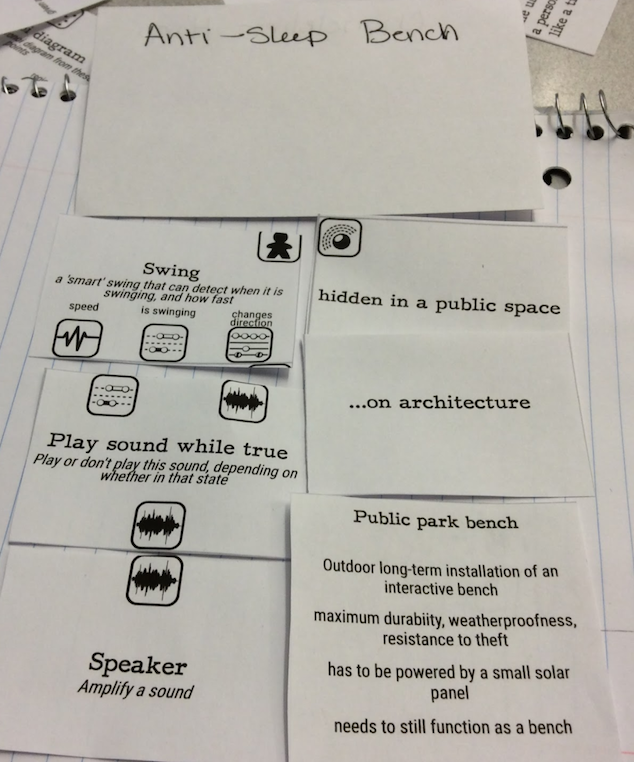 diagram
diagram from these
a perso
like a t
Anti-Sleep Bench
Swing
a 'smart' swing that can detect when it is
swinging, and how fast
speed
is swinging
changes
direction
hidden in a public space
...on architecture
Play sound while true
Play or don't play this sound, depending on
whether in that state
Speaker
Amplify a sound
Public park bench
Outdoor long-term installation of an
interactive bench
maximum durabiity, weatherproofness,
resistance to theft
has to be powered by a small solar
panel
needs to still function as a bench